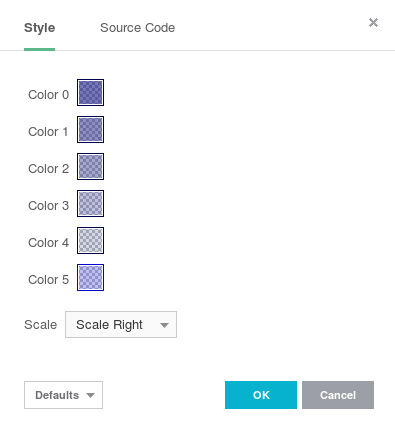 Style Source Code ×
Color 0
Color 1
Color 2
Color 3
Color 4
Color 5
Scale Scale Right
Defaults OK Cancel